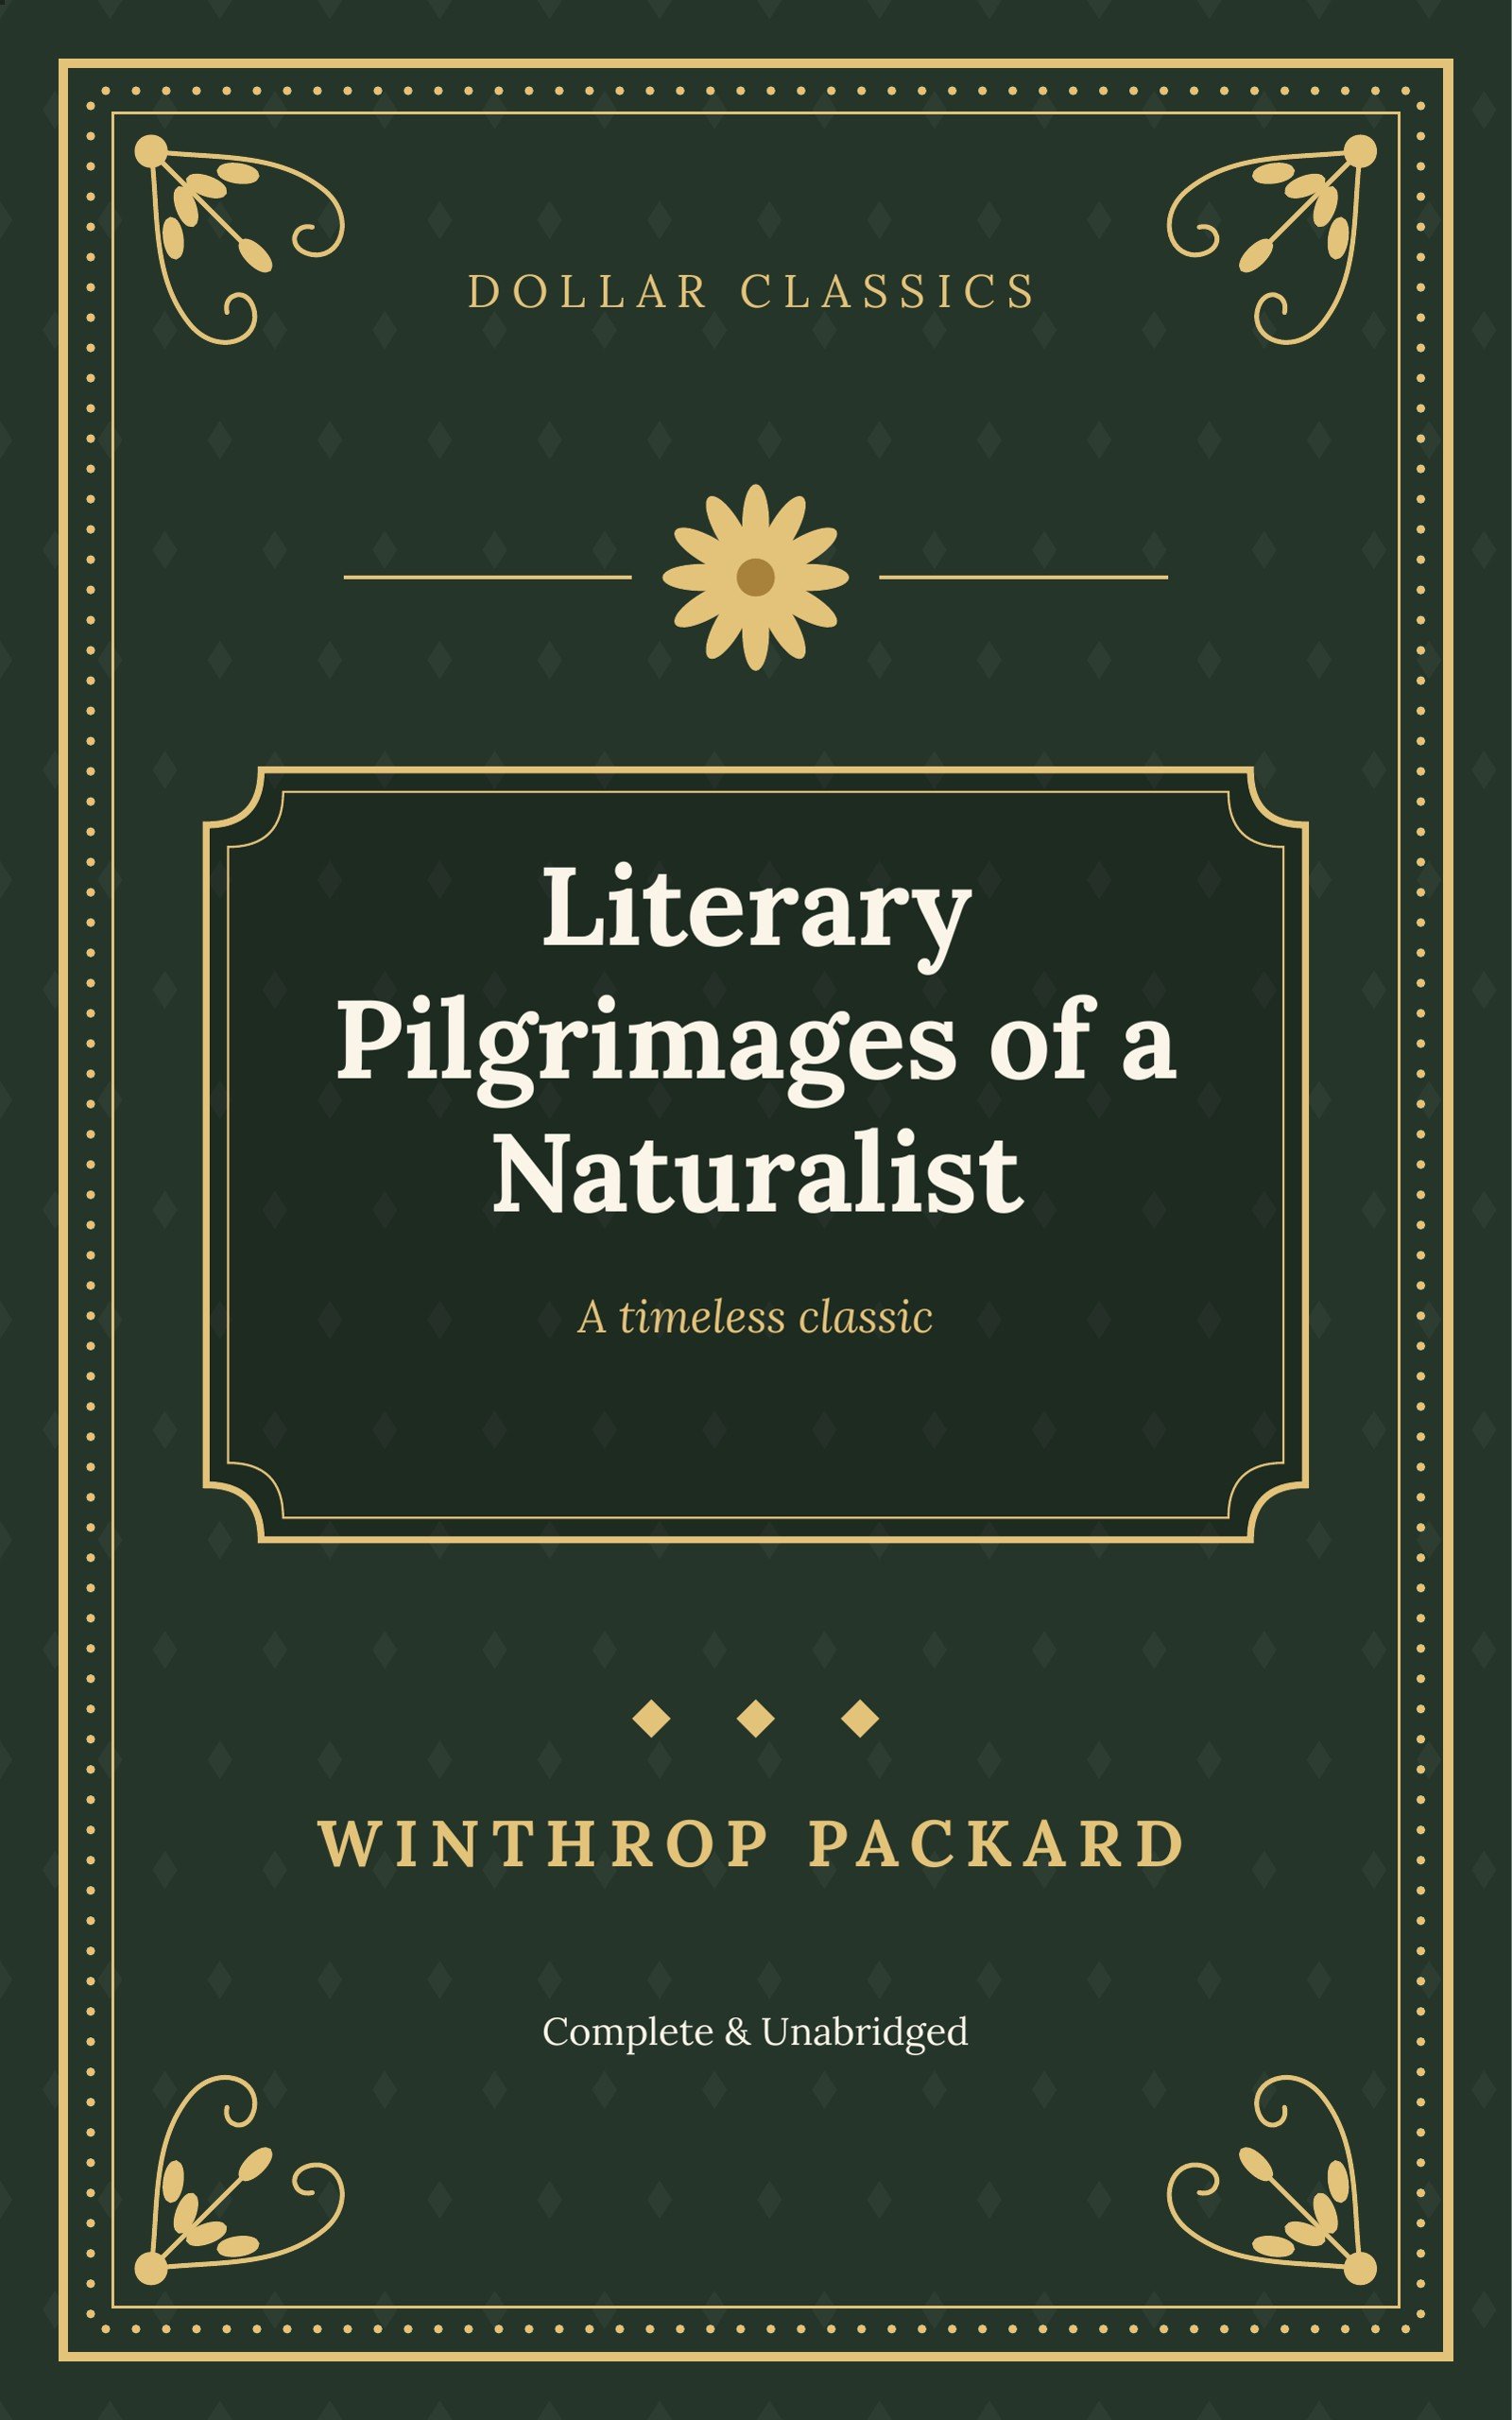 DOLLAR CLASSICS
Literary
Pilgrimages of a
Naturalist
A timeless classic
WINTHROP PACKARD
Complete & Unabridged